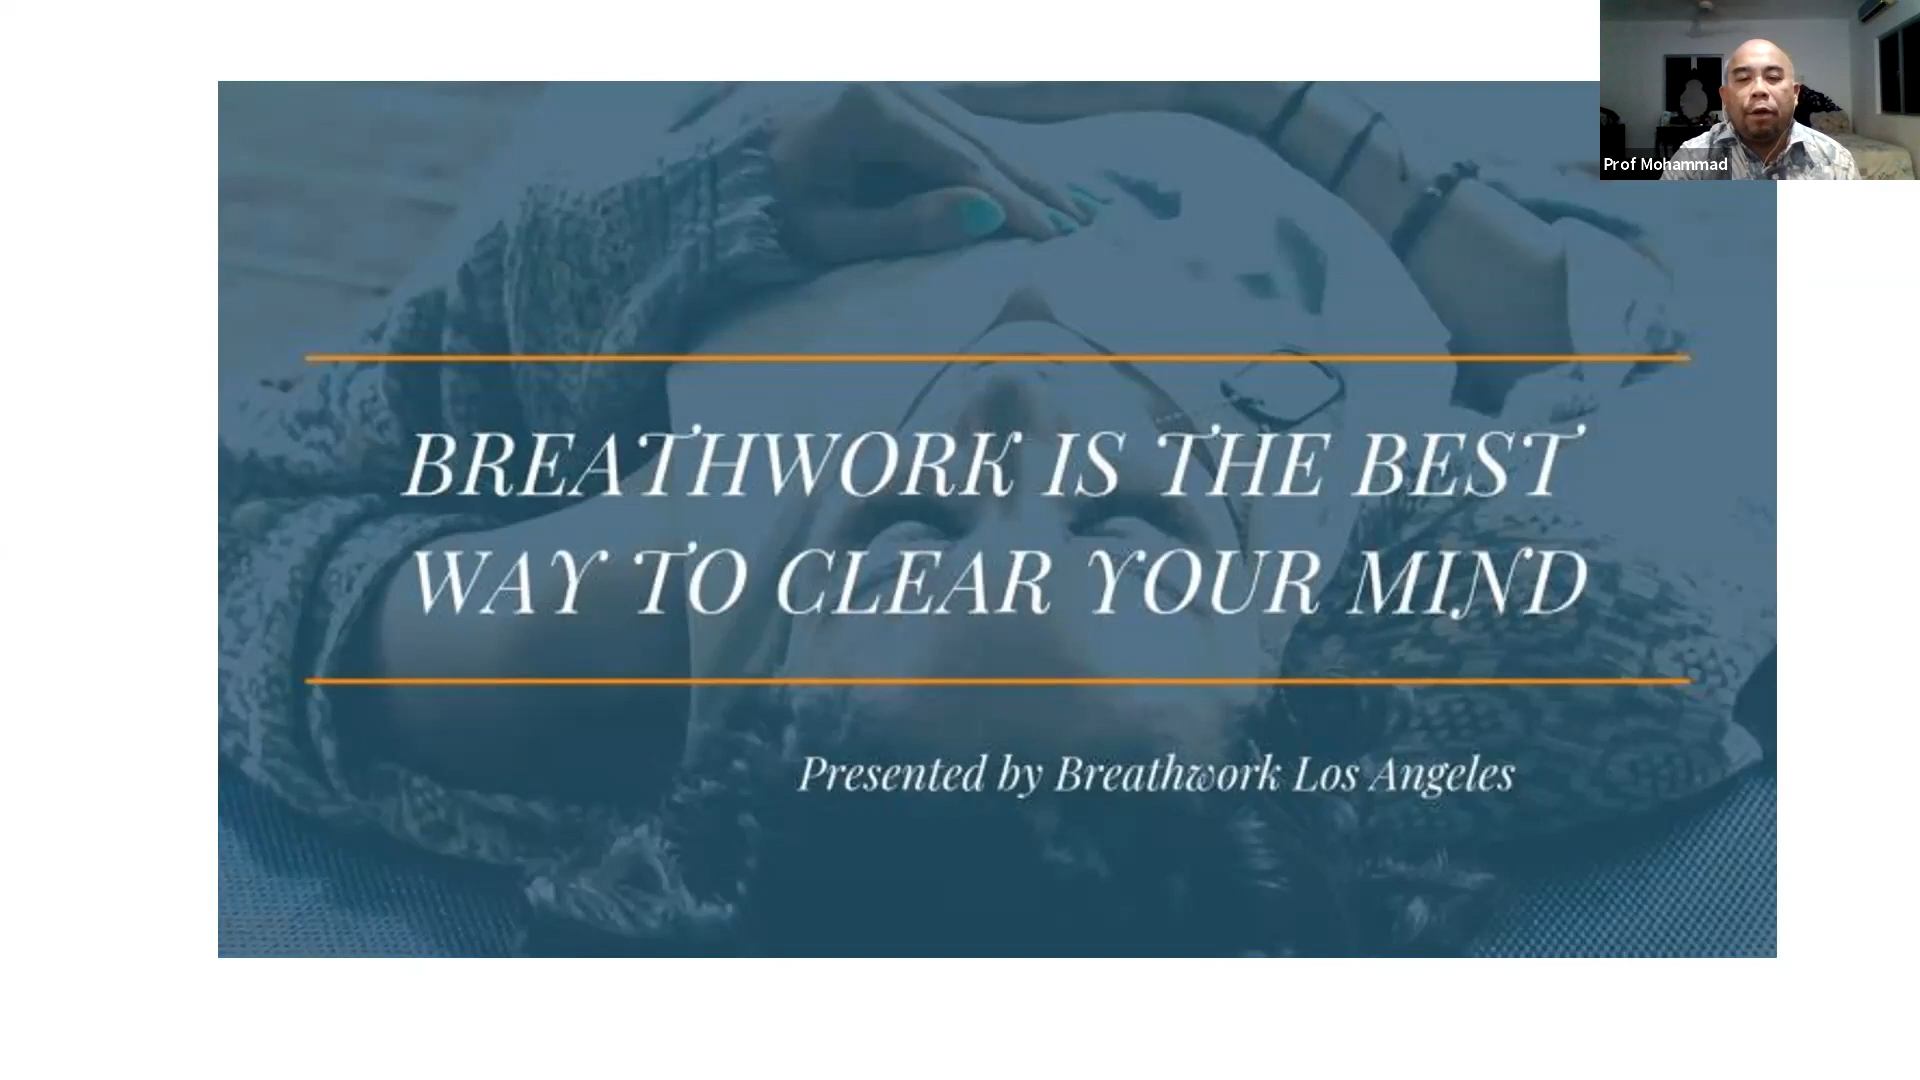 Prof Mohammad
BREATHWORK IS THE BEST
WAY TO CLEAR YOUR MIND
Presented by Breathwork Los Angeles